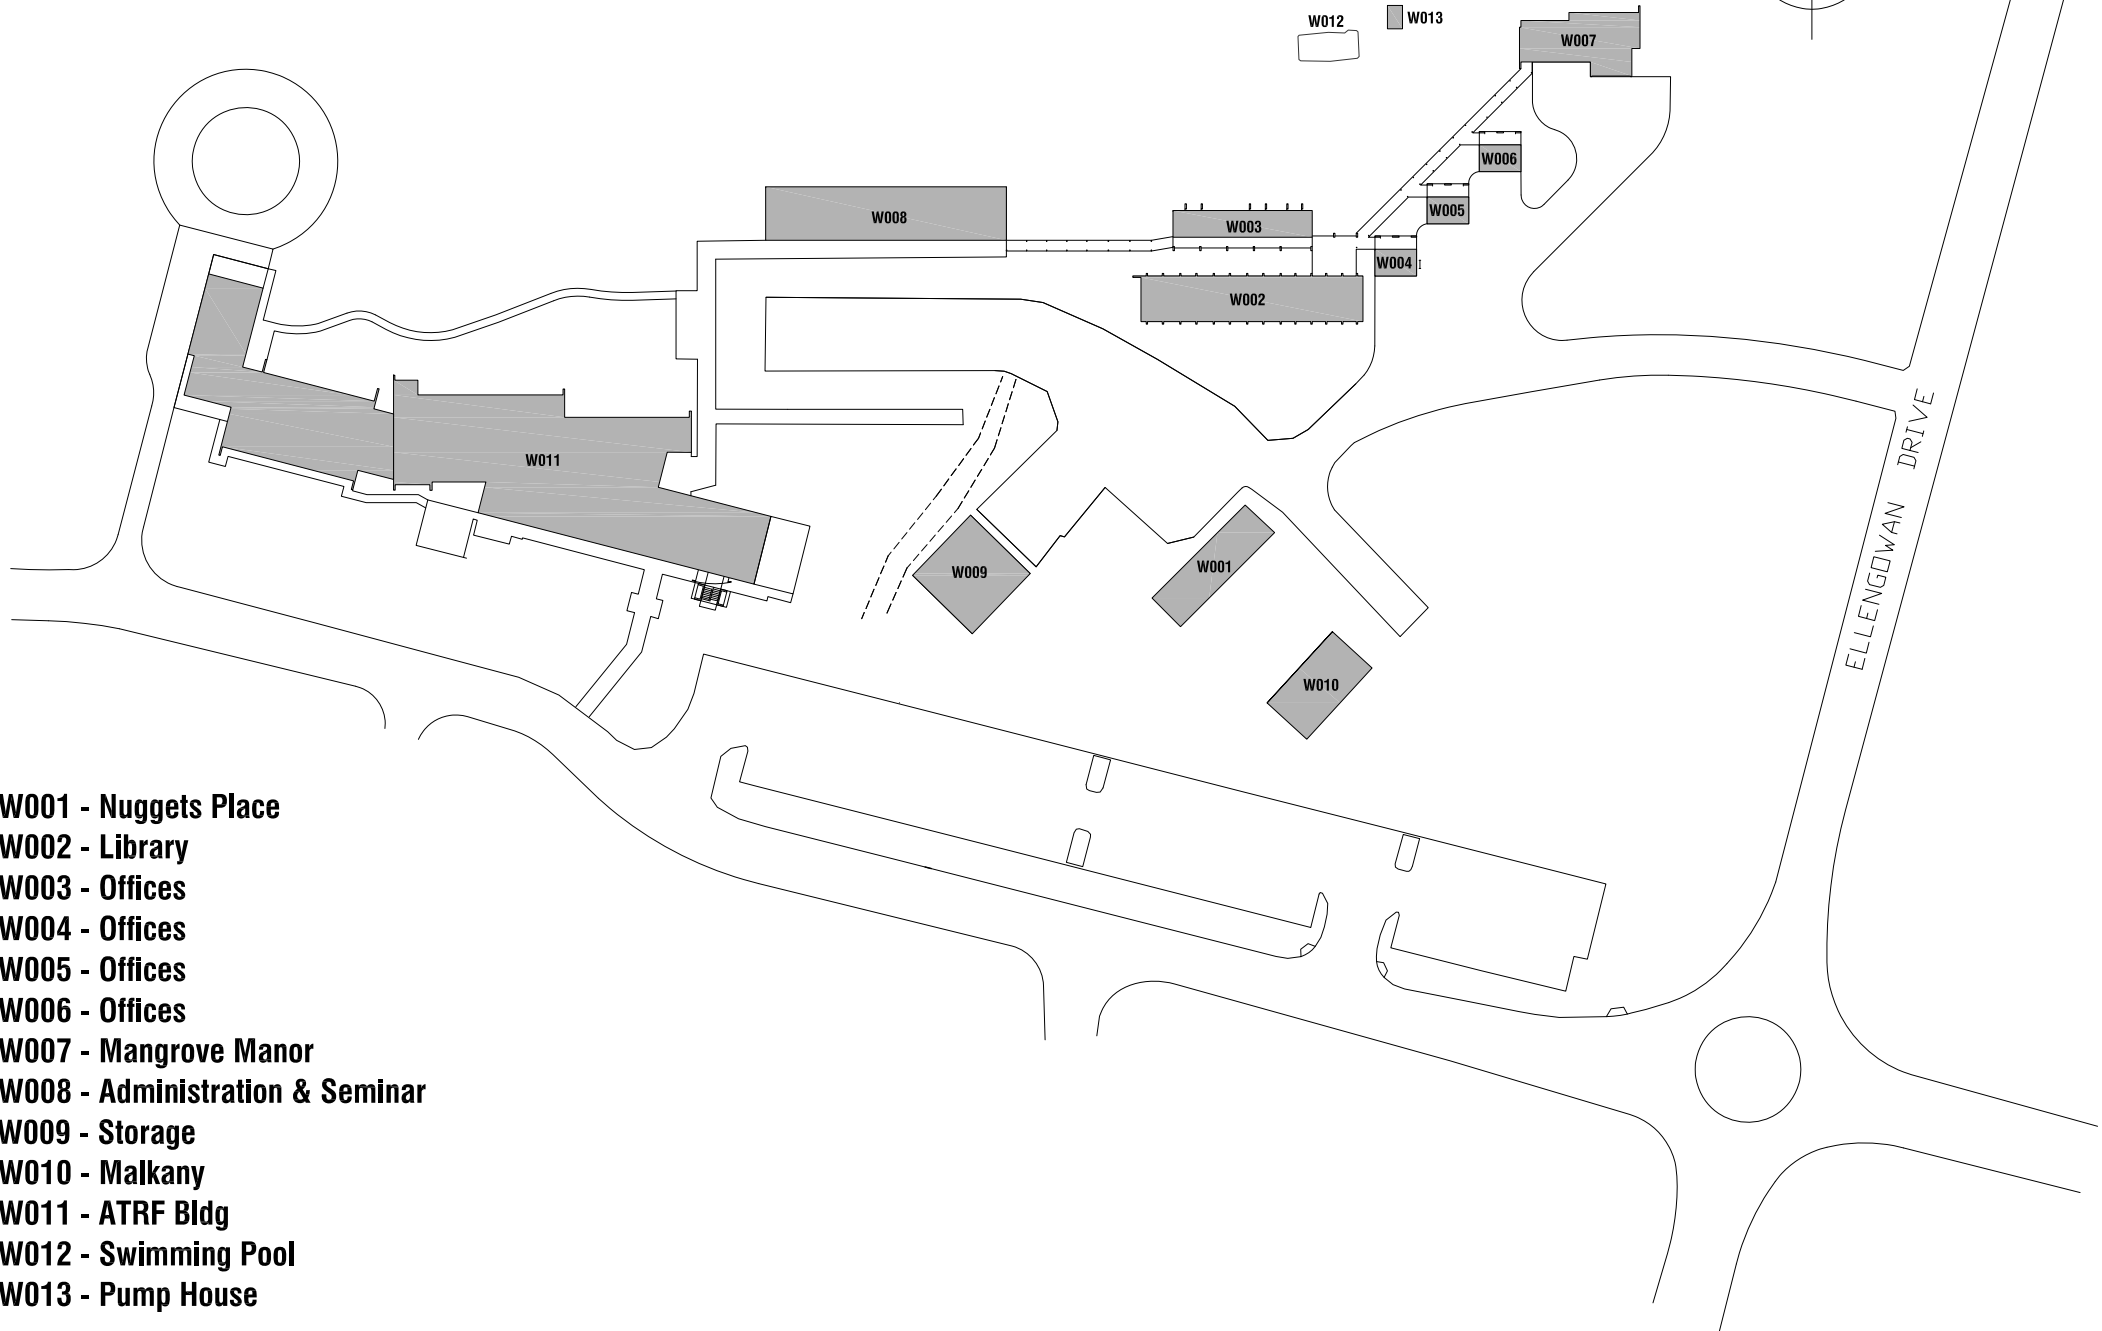 W012
W013
W007
W006
W008
W005
W003
W004
W002
W011
W009
W001
W010
ELLENGOWAN DRIVE
W001 - Nuggets Place
W002 - Library
W003 - Offices
W004 - Offices
W005 - Offices
W006 - Offices
W007 - Mangrove Manor
W008 - Administration & Seminar
W009 - Storage
W010 - Malkany
W011 - ATRF Bldg
W012 - Swimming Pool
W013 - Pump House